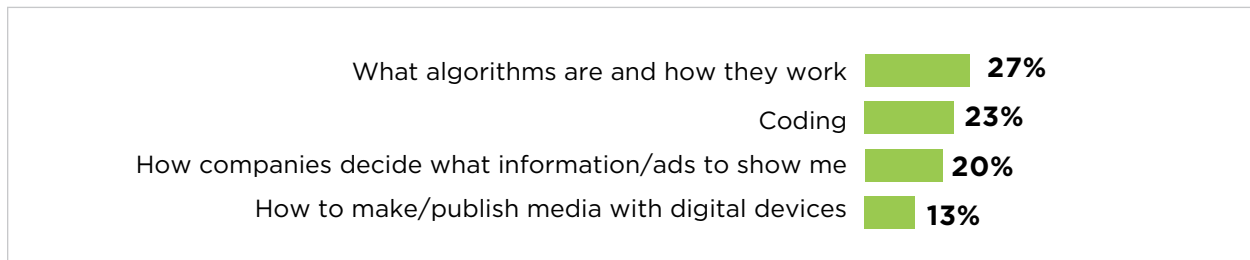 What algorithms are and how they work 27%
Coding 23%
How companies decide what information/ads to show me 20%
How to make/publish media with digital devices 13%